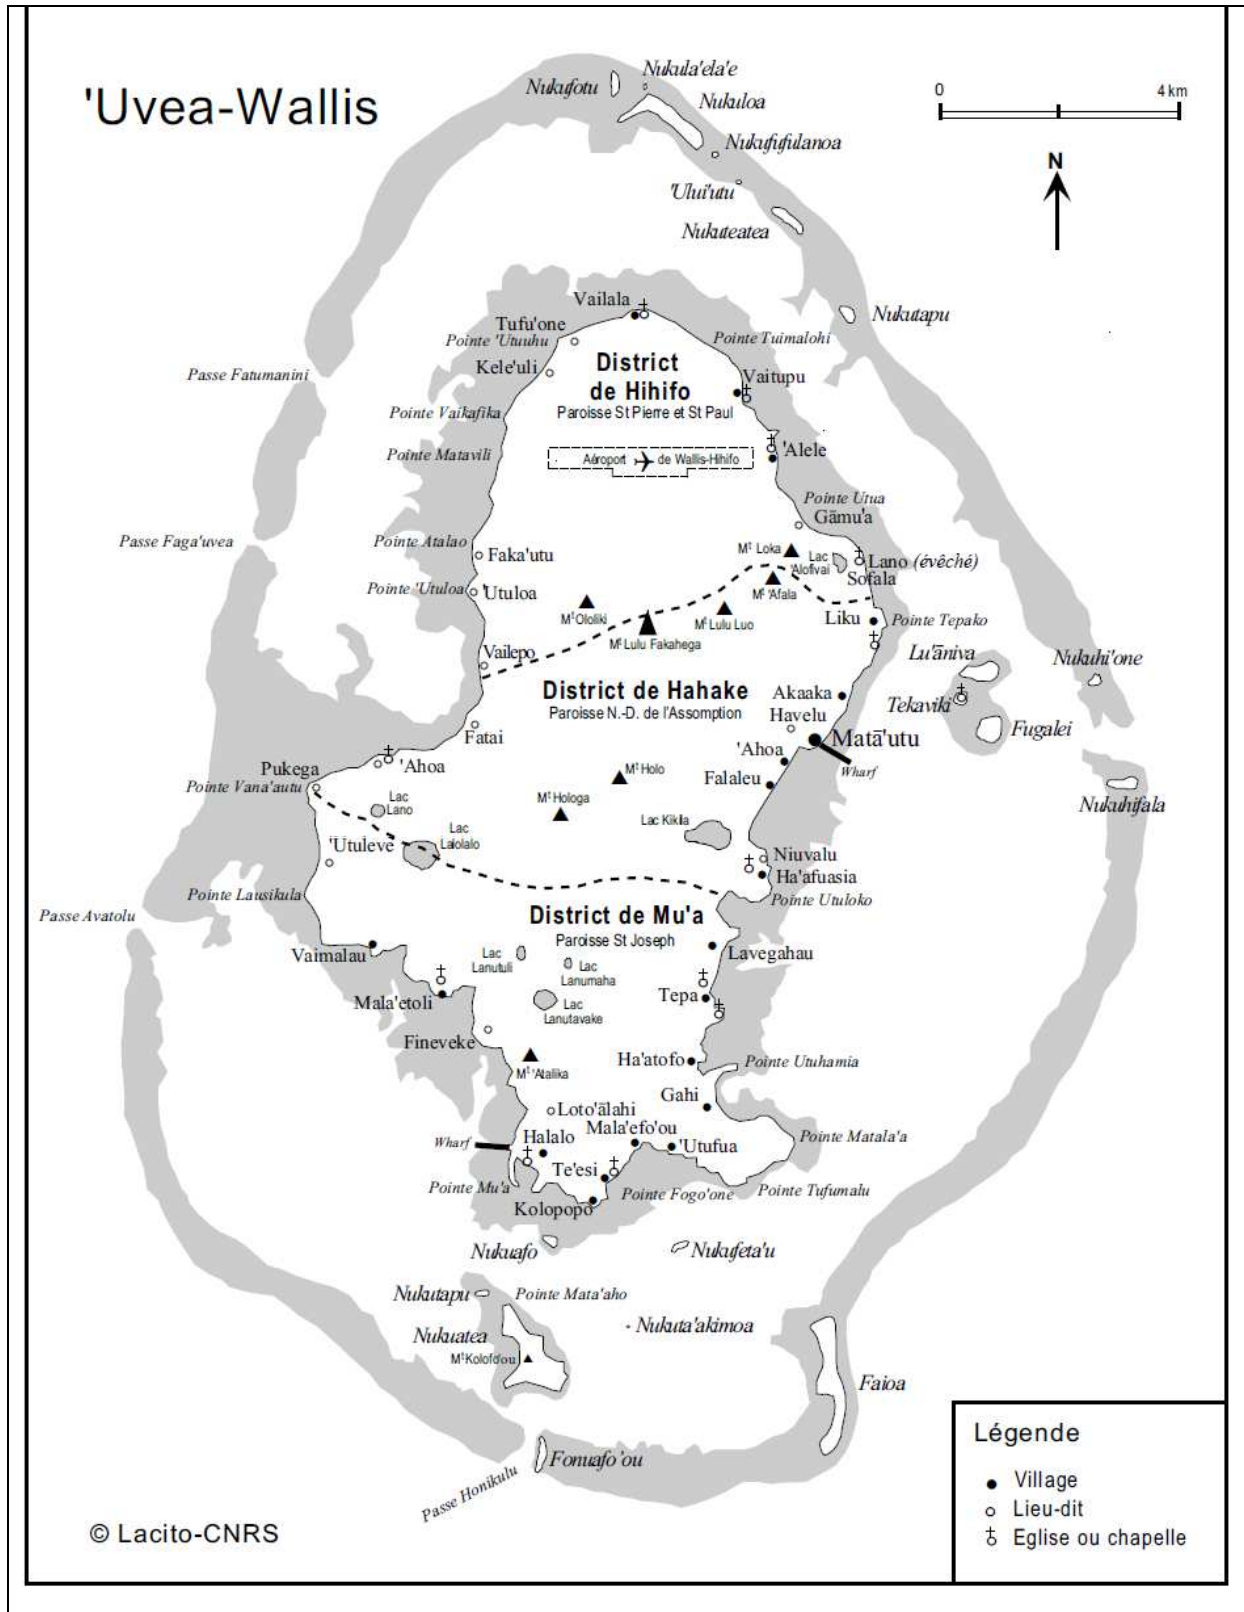 'Uvea-Wallis
0 4 km
N
Nukufotu
Nukula'ela'e
Nukuloa
Nukufufulanoa
'Ului'utu
Nukuteatea
Nukutapu
Vailala
Tufu'one
Pointe 'Utuuhu
Kele'uli
Pointe Tuimalohi
District
de Hihifo
Paroisse St Pierre et St Paul
Vaitupu
Passe Fatumanini
Pointe Vaikafika
Pointe Matavili
Aéroport de Wallis-Hihifo
'Alele
Pointe Utua
Gāmu'a
Passe Faga'uvea
Pointe Atalao
Faka'utu
Mt Loka
Lac
'Alofivai
Lano (évêché)
Sofala
Pointe 'Utuloa
'Utuloa
Mt 'Afala
Mt Ololiki
Mt Lulu Luo
Mt Lulu Fakahega
Liku
Pointe Tepako
Vailepo
Lu'āniva
Nukuhi'one
District de Hahake
Paroisse N.-D. de l'Assomption
Akaaka
Havelu
Tekaviki
Fugalei
Fatai
Matā'utu
'Ahoa
Wharf
Pukega
'Ahoa
Mt Holo
Falaleu
Pointe Vana'autu
Lac
Lano
Mt Hologa
Nukuhifala
Lac Kikila
'Utuleve
Lac
Lalolalo
Niuvalu
Ha'afuasia
Pointe Lausikula
Pointe Utuloko
Passe Avatolu
District de Mu'a
Paroisse St Joseph
Vaimalau
Lac
Lanutuli
Lac
Lanumaha
Lavegahau
Mala'etoli
Lac
Lanutavake
Tepa
Fineveke
Mt 'Atalika
Ha'atofo
Pointe Utuhamia
Gahi
Loto'ālahi
Mala'efo'ou
Pointe Matala'a
Wharf
Halalo
'Utufua
Te'esi
Pointe Mu'a
Pointe Fogo'one
Pointe Tufumalu
Kolopopo
Nukuafo
Nukufeta'u
Nukutapu
Pointe Mata'aho
Nukuatea
Nukuta'akimoa
Mt Kolofo'ou
Faioa
Fonuafo'ou
Passe Honikulu
Légende
Village
Lieu-dit
Eglise ou chapelle
© Lacito-CNRS